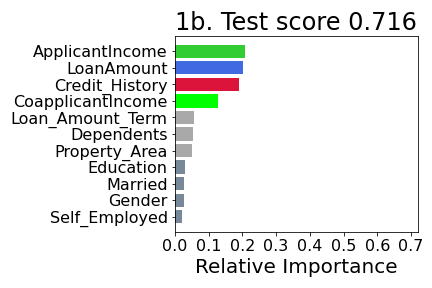 1b. Test score 0.716
ApplicantIncome
LoanAmount
Credit_History
CoapplicantIncome
Loan_Amount_Term
Dependents
Property_Area
Education
Married
Gender
Self_Employed
0.0 0.1 0.2 0.3 0.4 0.5 0.6 0.7
Relative Importance